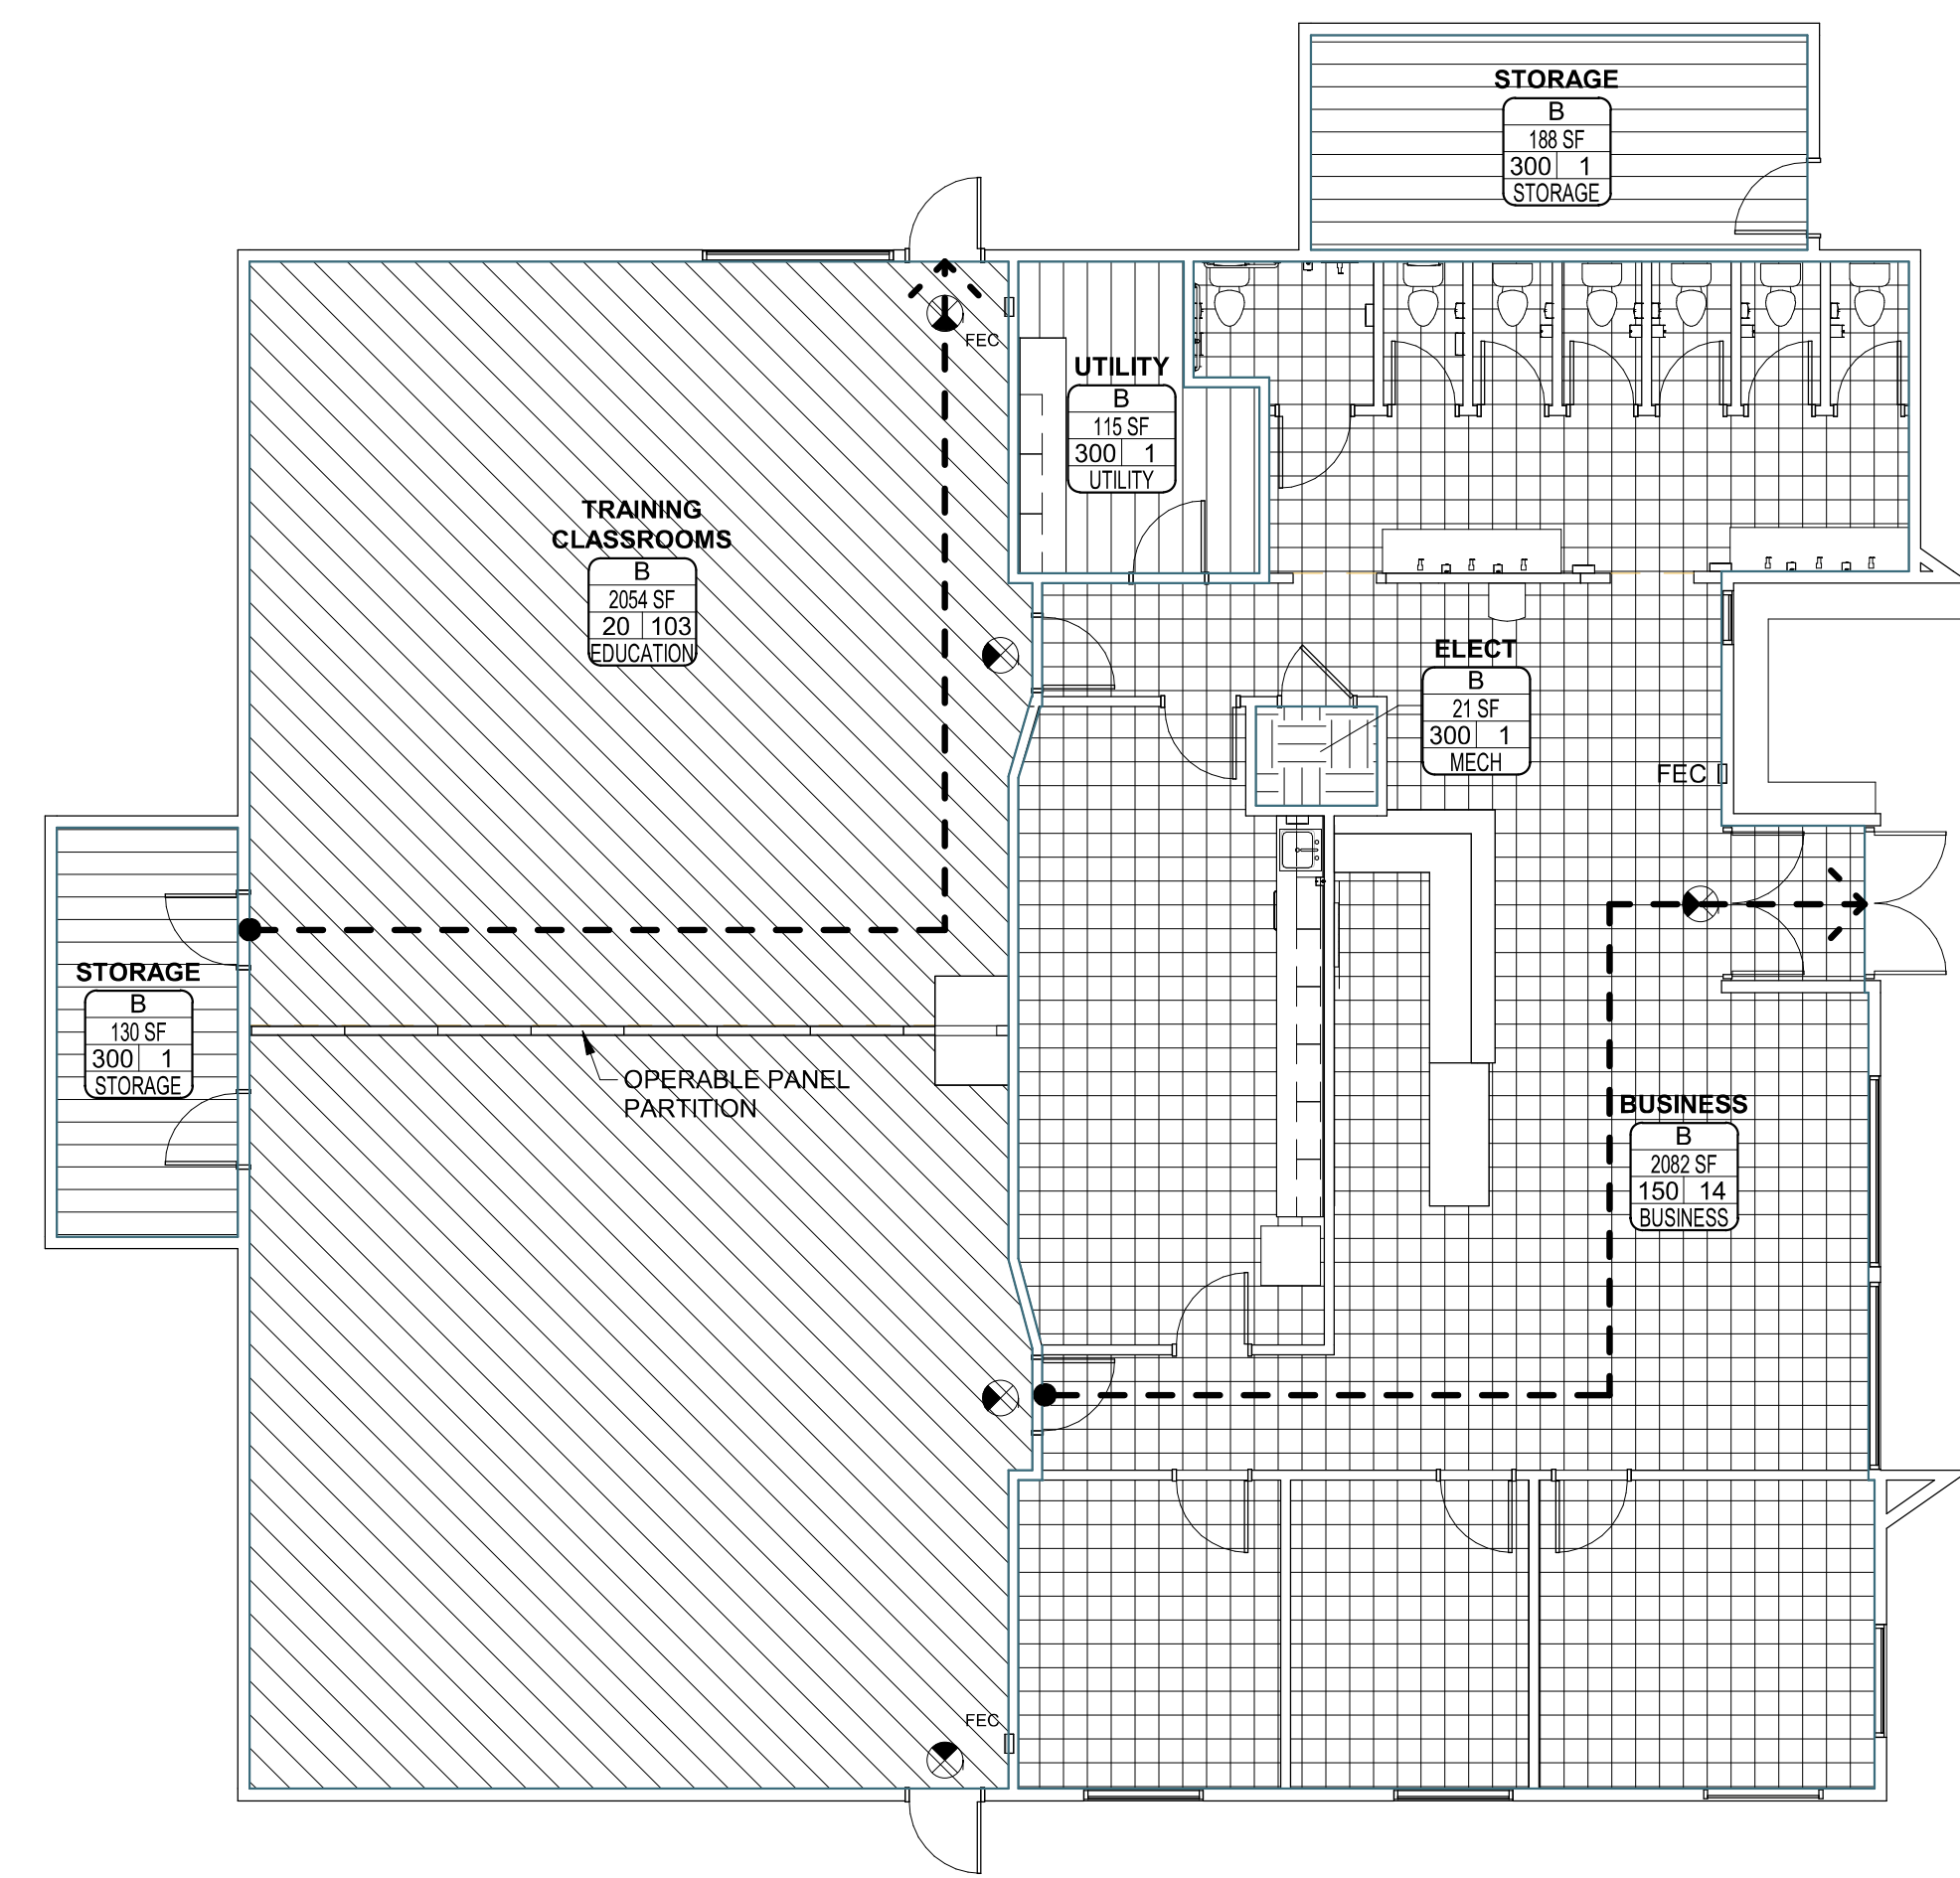 STORAGE
B
188 SF
300 1
STORAGE
FEC
UTILITY
B
115 SF
300 1
UTILITY
TRAINING
CLASSROOMS
B
2054 SF
20 103
EDUCATION
ELECT
B
21 SF
300 1
MECH
FEC
STORAGE
B
130 SF
300 1
STORAGE
OPERABLE PANEL
PARTITION
BUSINESS
B
2082 SF
150 14
BUSINESS
FEC